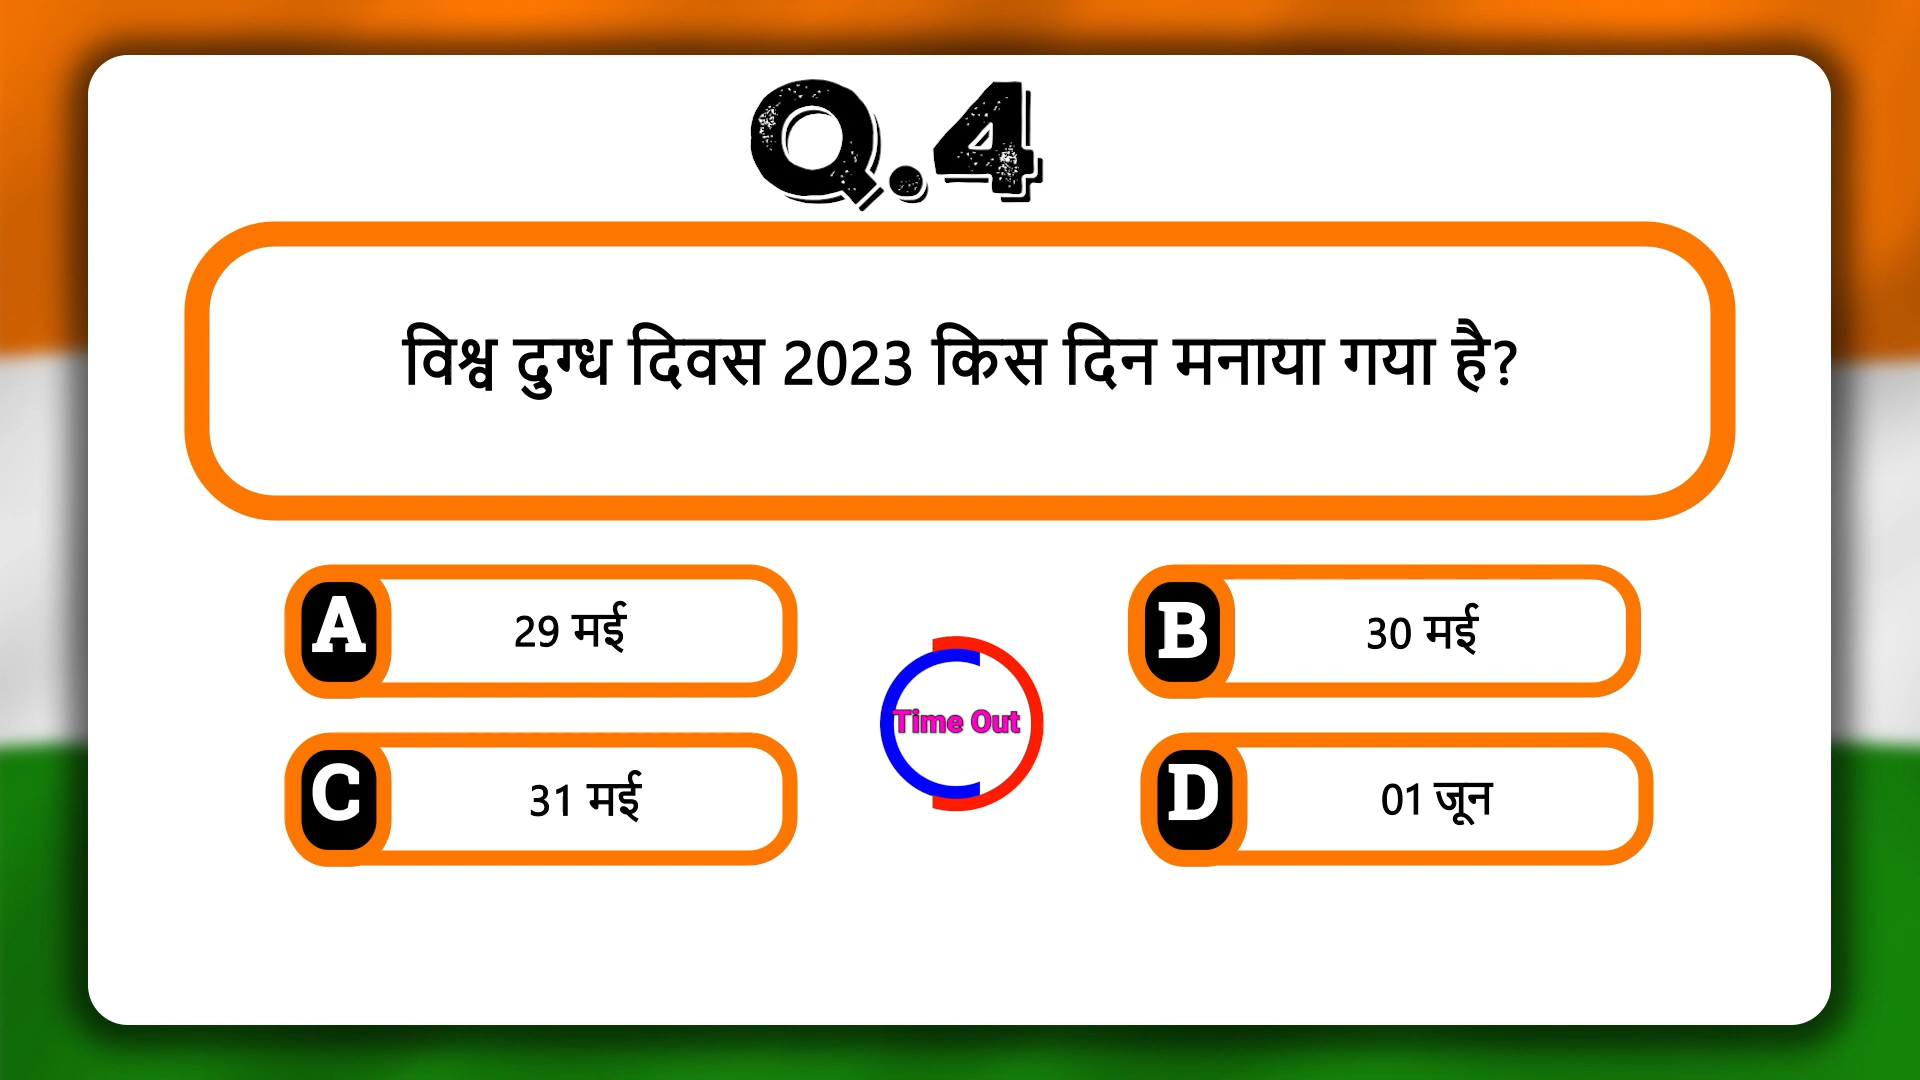 Q.4
विश्व दुग्ध दिवस 2023 किस दिन मनाया गया है?
A 29 मई
B 30 मई
Time Out
C 31 मई
D 01 जून